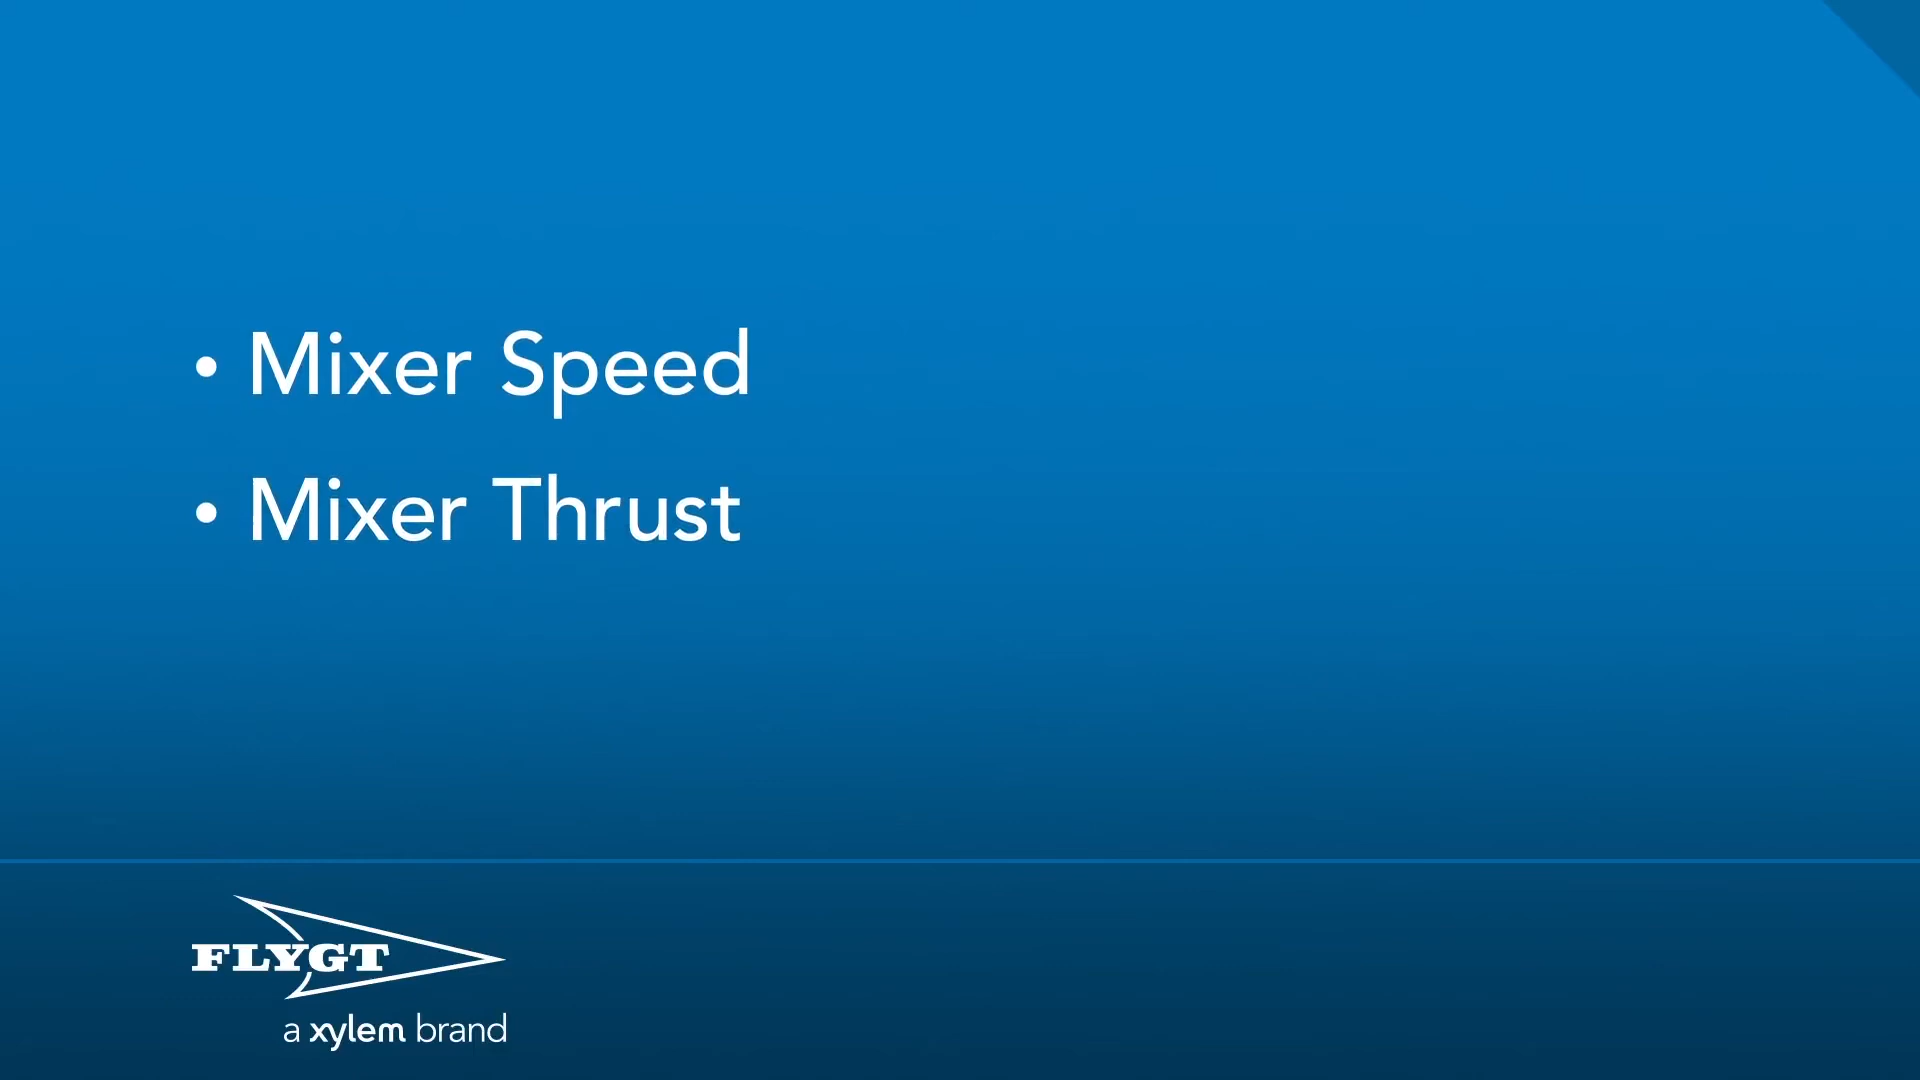 • Mixer Speed
• Mixer Thrust
FLYGT
a xylem brand